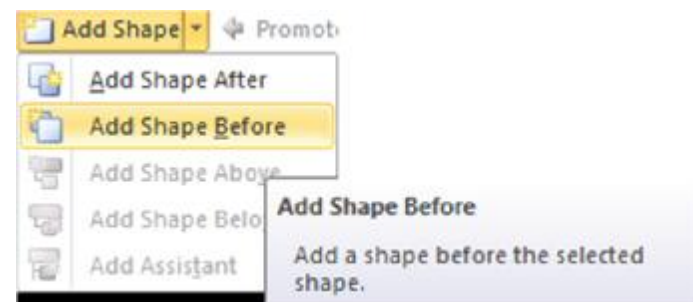 Add Shape Promot
Add Shape After
Add Shape Before
Add Shape Above
Add Shape Belo
Add Assistant
Add Shape Before
Add a shape before the selected
shape.